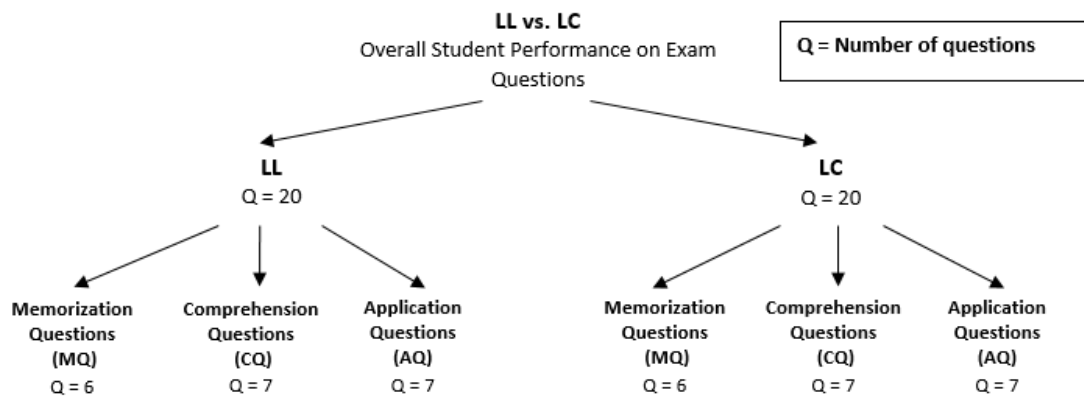 LL vs. LC
Overall Student Performance on Exam
Questions
Q = Number of questions
LL
Q = 20
LC
Q = 20
Memorization
Questions
(MQ)
Q = 6
Comprehension
Questions
(CQ)
Q = 7
Application
Questions
(AQ)
Q = 7
Memorization
Questions
(MQ)
Q = 6
Comprehension
Questions
(CQ)
Q = 7
Application
Questions
(AQ)
Q = 7